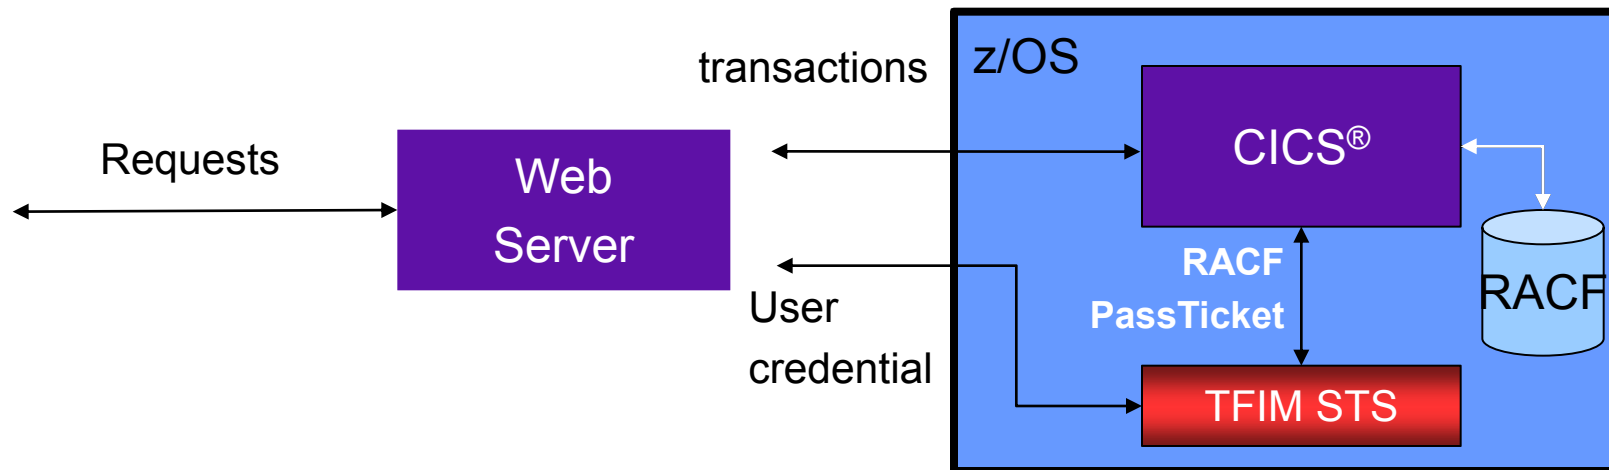 Requests
Web
Server
transactions
User
credential
z/OS
CICS®
RACF
PassTicket
RACF
TFIM STS